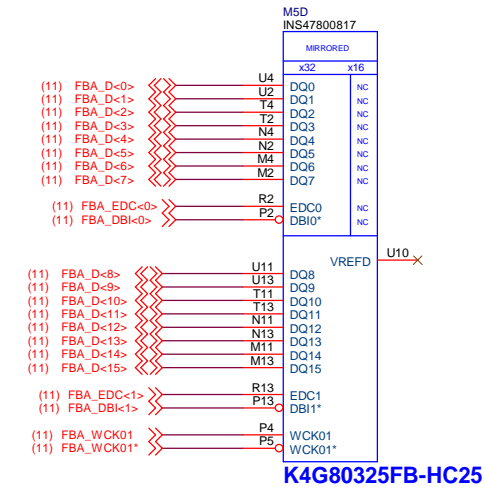 M5D
INS47800817
MIRRORED
x32 x16
(11) FBA_D<0> U4 DQ0 NC
(11) FBA_D<1> U2 DQ1 NC
(11) FBA_D<2> T4 DQ2 NC
(11) FBA_D<3> T2 DQ3 NC
(11) FBA_D<4> N4 DQ4 NC
(11) FBA_D<5> N2 DQ5 NC
(11) FBA_D<6> M4 DQ6 NC
(11) FBA_D<7> M2 DQ7 NC
(11) FBA_EDC<0> R2 EDC0 NC
(11) FBA_DBI<0> P2 DBI0* NC
VREFD U10
(11) FBA_D<8> U11 DQ8
(11) FBA_D<9> U13 DQ9
(11) FBA_D<10> T11 DQ10
(11) FBA_D<11> T13 DQ11
(11) FBA_D<12> N11 DQ12
(11) FBA_D<13> N13 DQ13
(11) FBA_D<14> M11 DQ14
(11) FBA_D<15> M13 DQ15
(11) FBA_EDC<1> R13 EDC1
(11) FBA_DBI<1> P13 DBI1*
(11) FBA_WCK01 P4 WCK01
(11) FBA_WCK01* P5 WCK01*
K4G80325FB-HC25